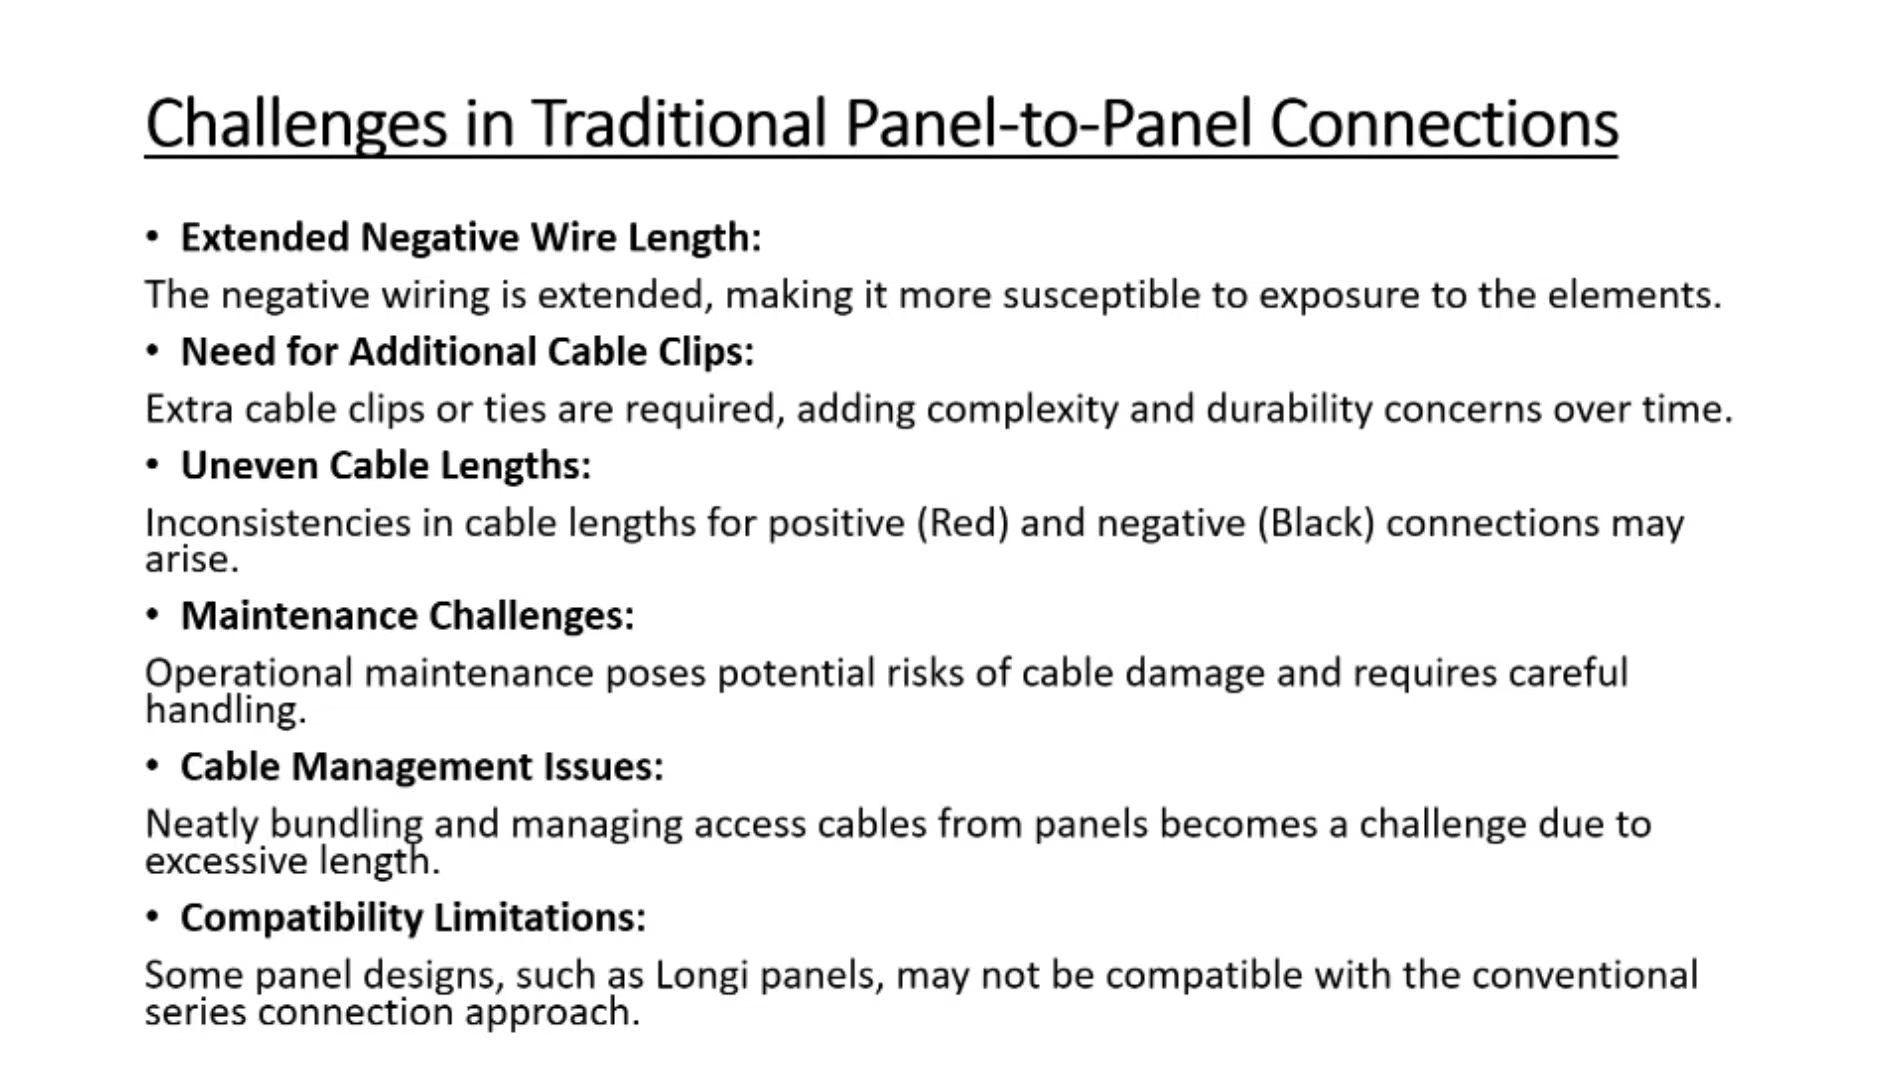 Challenges in Traditional Panel-to-Panel Connections
• Extended Negative Wire Length:
The negative wiring is extended, making it more susceptible to exposure to the elements.
• Need for Additional Cable Clips:
Extra cable clips or ties are required, adding complexity and durability concerns over time.
• Uneven Cable Lengths:
Inconsistencies in cable lengths for positive (Red) and negative (Black) connections may
arise.
• Maintenance Challenges:
Operational maintenance poses potential risks of cable damage and requires careful
handling.
• Cable Management Issues:
Neatly bundling and managing access cables from panels becomes a challenge due to
excessive length.
• Compatibility Limitations:
Some panel designs, such as Longi panels, may not be compatible with the conventional
series connection approach.